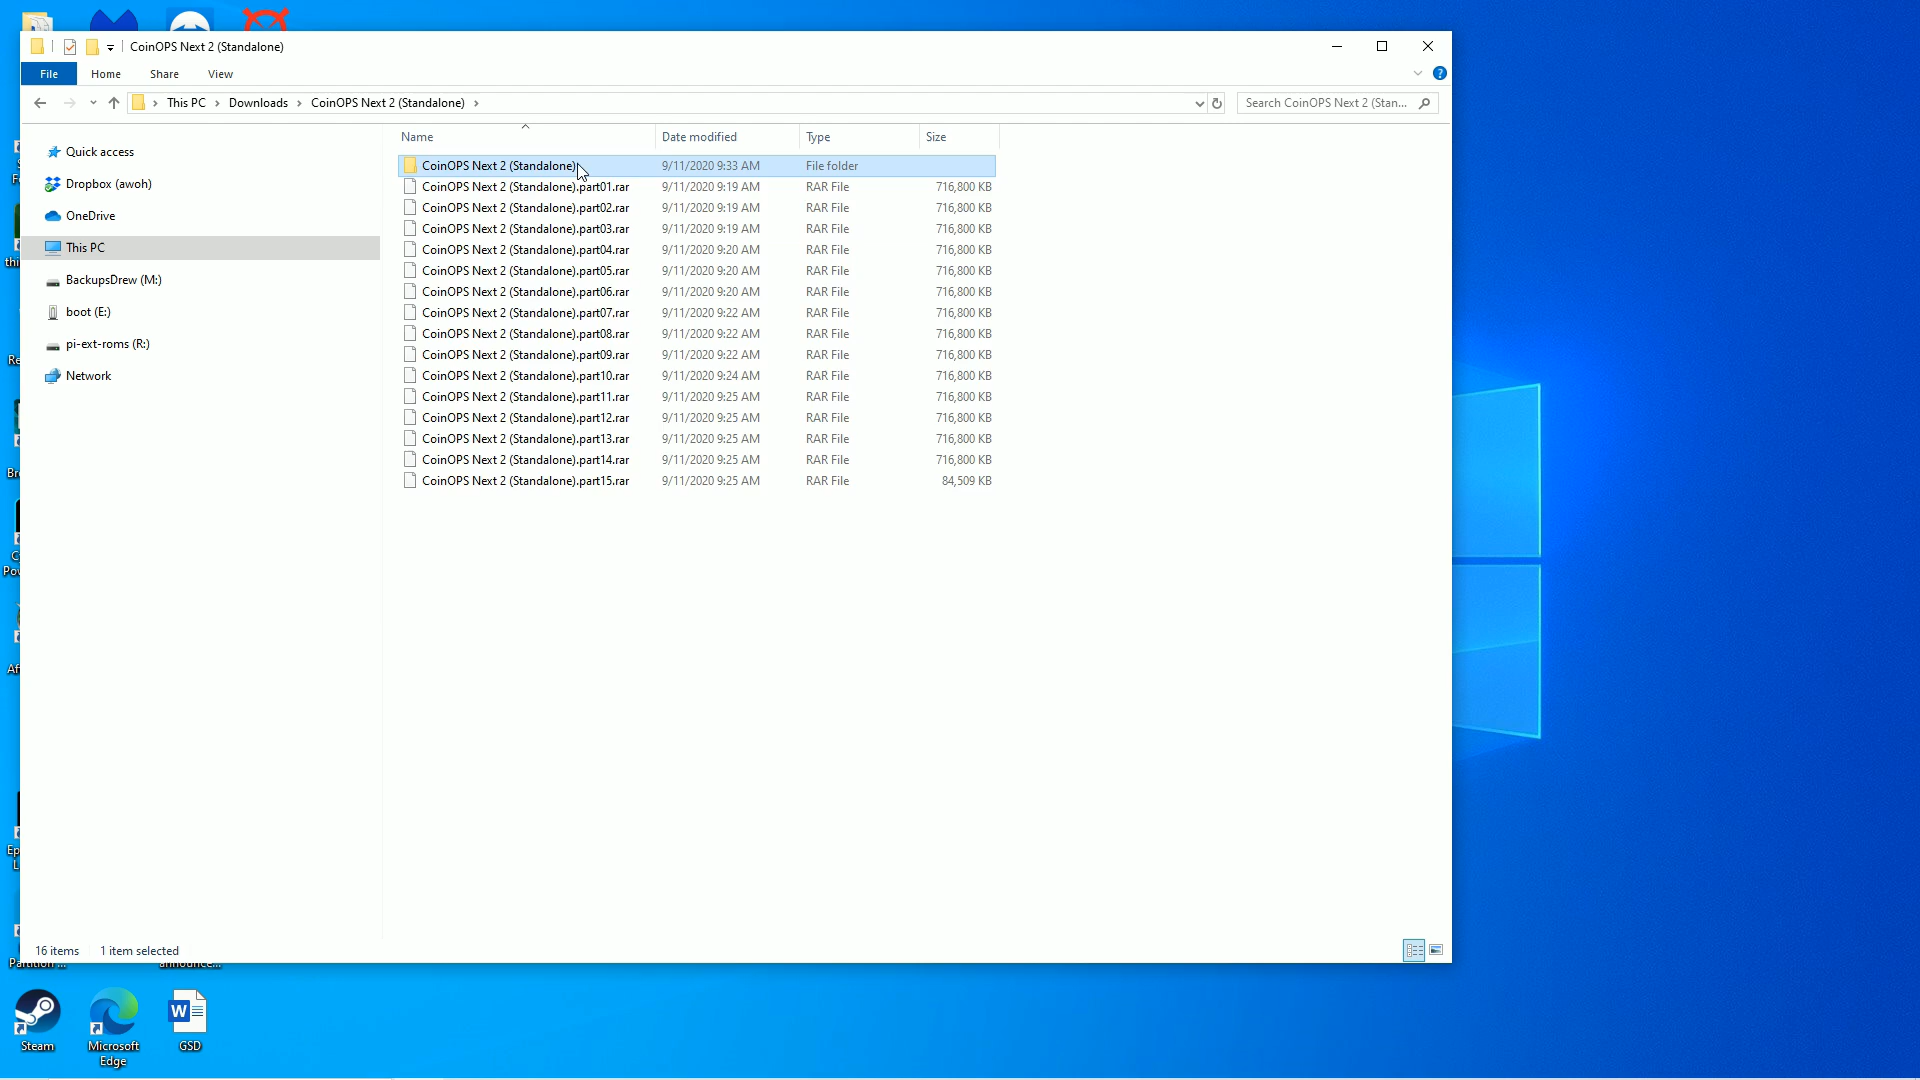 CoinOPS Next 2 (Standalone)
File Home Share View
This PC Downloads CoinOPS Next 2 (Standalone)
Search CoinOPS Next 2 (Stan...
Quick access
Dropbox (awoh)
OneDrive
This PC
BackupsDrew (M:)
boot (E:)
pi-ext-roms (R:)
Network
Name Date modified Type Size
CoinOPS Next 2 (Standalone) 9/11/2020 9:33 AM File folder
CoinOPS Next 2 (Standalone).part01.rar 9/11/2020 9:19 AM RAR File 716,800 KB
CoinOPS Next 2 (Standalone).part02.rar 9/11/2020 9:19 AM RAR File 716,800 KB
CoinOPS Next 2 (Standalone).part03.rar 9/11/2020 9:19 AM RAR File 716,800 KB
CoinOPS Next 2 (Standalone).part04.rar 9/11/2020 9:20 AM RAR File 716,800 KB
CoinOPS Next 2 (Standalone).part05.rar 9/11/2020 9:20 AM RAR File 716,800 KB
CoinOPS Next 2 (Standalone).part06.rar 9/11/2020 9:20 AM RAR File 716,800 KB
CoinOPS Next 2 (Standalone).part07.rar 9/11/2020 9:22 AM RAR File 716,800 KB
CoinOPS Next 2 (Standalone).part08.rar 9/11/2020 9:22 AM RAR File 716,800 KB
CoinOPS Next 2 (Standalone).part09.rar 9/11/2020 9:22 AM RAR File 716,800 KB
CoinOPS Next 2 (Standalone).part10.rar 9/11/2020 9:24 AM RAR File 716,800 KB
CoinOPS Next 2 (Standalone).part11.rar 9/11/2020 9:25 AM RAR File 716,800 KB
CoinOPS Next 2 (Standalone).part12.rar 9/11/2020 9:25 AM RAR File 716,800 KB
CoinOPS Next 2 (Standalone).part13.rar 9/11/2020 9:25 AM RAR File 716,800 KB
CoinOPS Next 2 (Standalone).part14.rar 9/11/2020 9:25 AM RAR File 716,800 KB
CoinOPS Next 2 (Standalone).part15.rar 9/11/2020 9:25 AM RAR File 84,509 KB
16 items 1 item selected
Steam
Microsoft
Edge
GSD